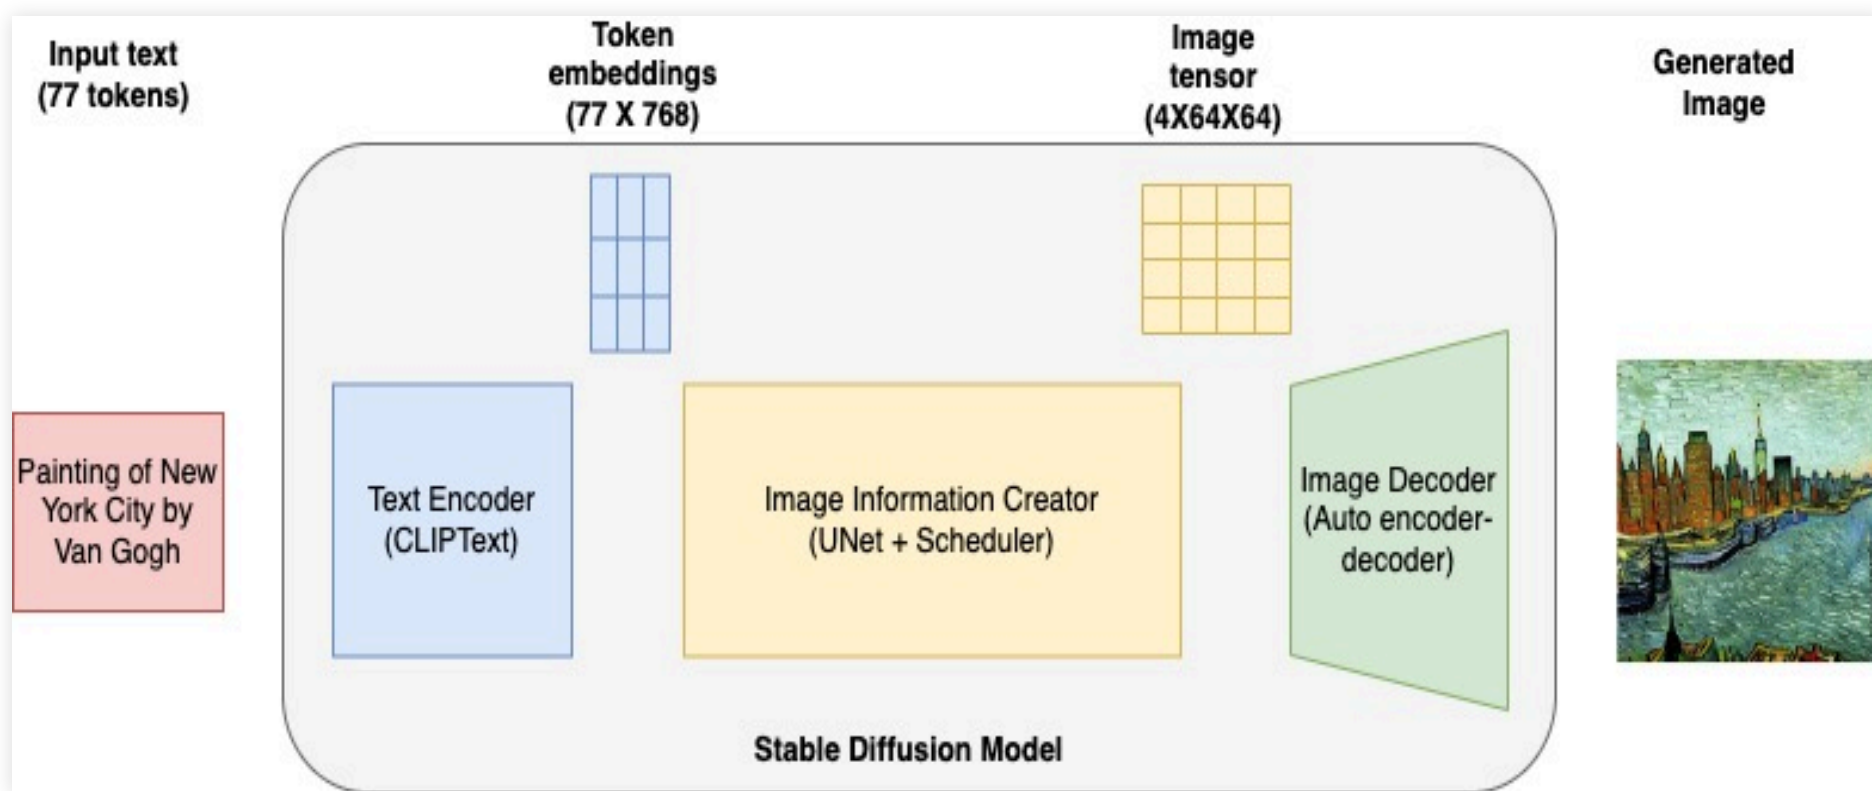 Input text
(77 tokens)
Token
embeddings
(77 X 768)
Image
tensor
(4X64X64)
Generated
Image
Painting of New
York City by
Van Gogh
Text Encoder
(CLIPText)
Image Information Creator
(UNet + Scheduler)
Image Decoder
(Auto encoder-
decoder)
Stable Diffusion Model